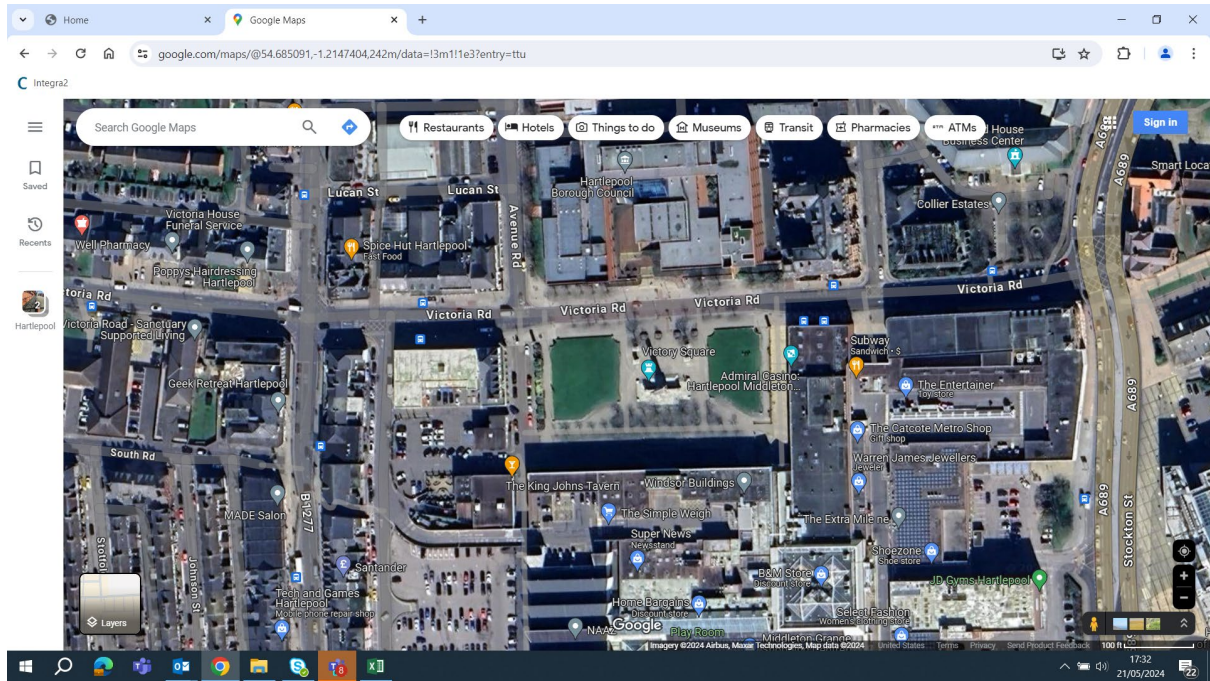 Home
Google Maps
google.com/maps/@54.685091,-1.2147404,242m/data=!3m1!1e3?entry=ttu
Integra2
Search Google Maps
Restaurants
Hotels
Things to do
Museums
Transit
Pharmacies
ATMs
Sign in
Saved
Recents
2
Hartlepool
House
Business Center
A689
A689
Smart Loca
Hartlepool
Borough Council
Lucan St
Lucan St
Collier Estates
Victoria House
Funeral Service
Avenue Rd
Well Pharmacy
Spice Hut Hartlepool
Fast Food
Poppys Hairdressing
Hartlepool
toria Rd
Victoria Rd
Victoria Rd
Victoria Rd
Victoria Rd
Victoria Road - Sanctuary
Supported Living
Subway
Sandwich • $
Victory Square
Admiral Casino:
Hartlepool Middleton...
Geek Retreat Hartlepool
The Entertainer
Toy store
A689
The Catcote Metro Shop
Gift shop
South Rd
Warren James Jewellers
Jeweler
The King Johns Tavern
Windsor Buildings
MADE Salon
B1277
The Simple Weigh
The Extra Mile ne
A689
Stockton St
Super News
Newsstand
Shoezone
Shoe store
Johnson St
Santander
B&M Store
Discount store
JD Gyms Hartlepool
Tech and Games
Hartlepool
Mobile phone repair shop
Home Bargains
Discount store
Select Fashion
Women's clothing store
Layers
NAAZ
Google
Play Room
Middleton Grange
Imagery ©2024 Airbus, Maxar Technologies, Map data ©2024
United States
Terms
Privacy
Send Product Feedback
100 ft
8
17:32
21/05/2024
22